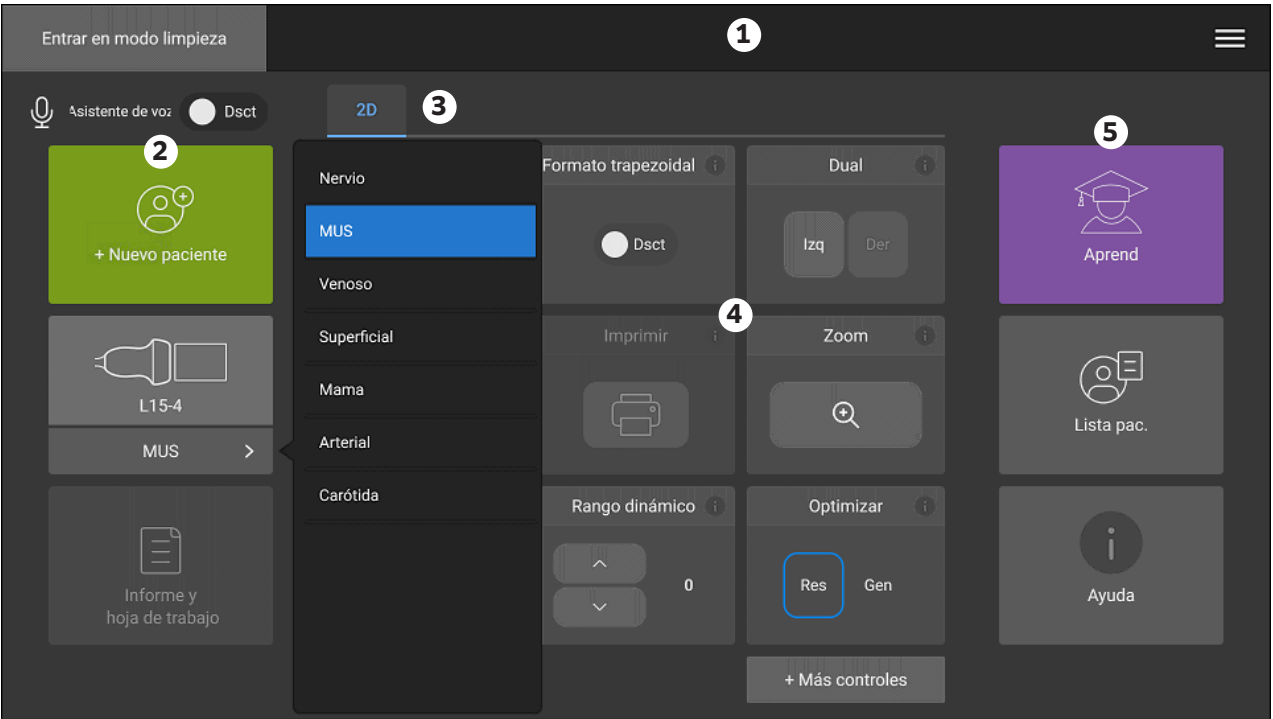 Entrar en modo limpieza
1
Asistente de voz
Dsct
2D
3
5
2
+ Nuevo paciente
Nervio
MUS
Venoso
Superficial
Mama
Arterial
Carótida
Formato trapezoidal
i
Dsct
Dual
i
Izq
Der
Aprend
L15-4
MUS
Imprimir
i
4
Zoom
i
Lista pac.
Informe y
hoja de trabajo
Rango dinámico
i
0
Optimizar
i
Res
Gen
i
Ayuda
+ Más controles